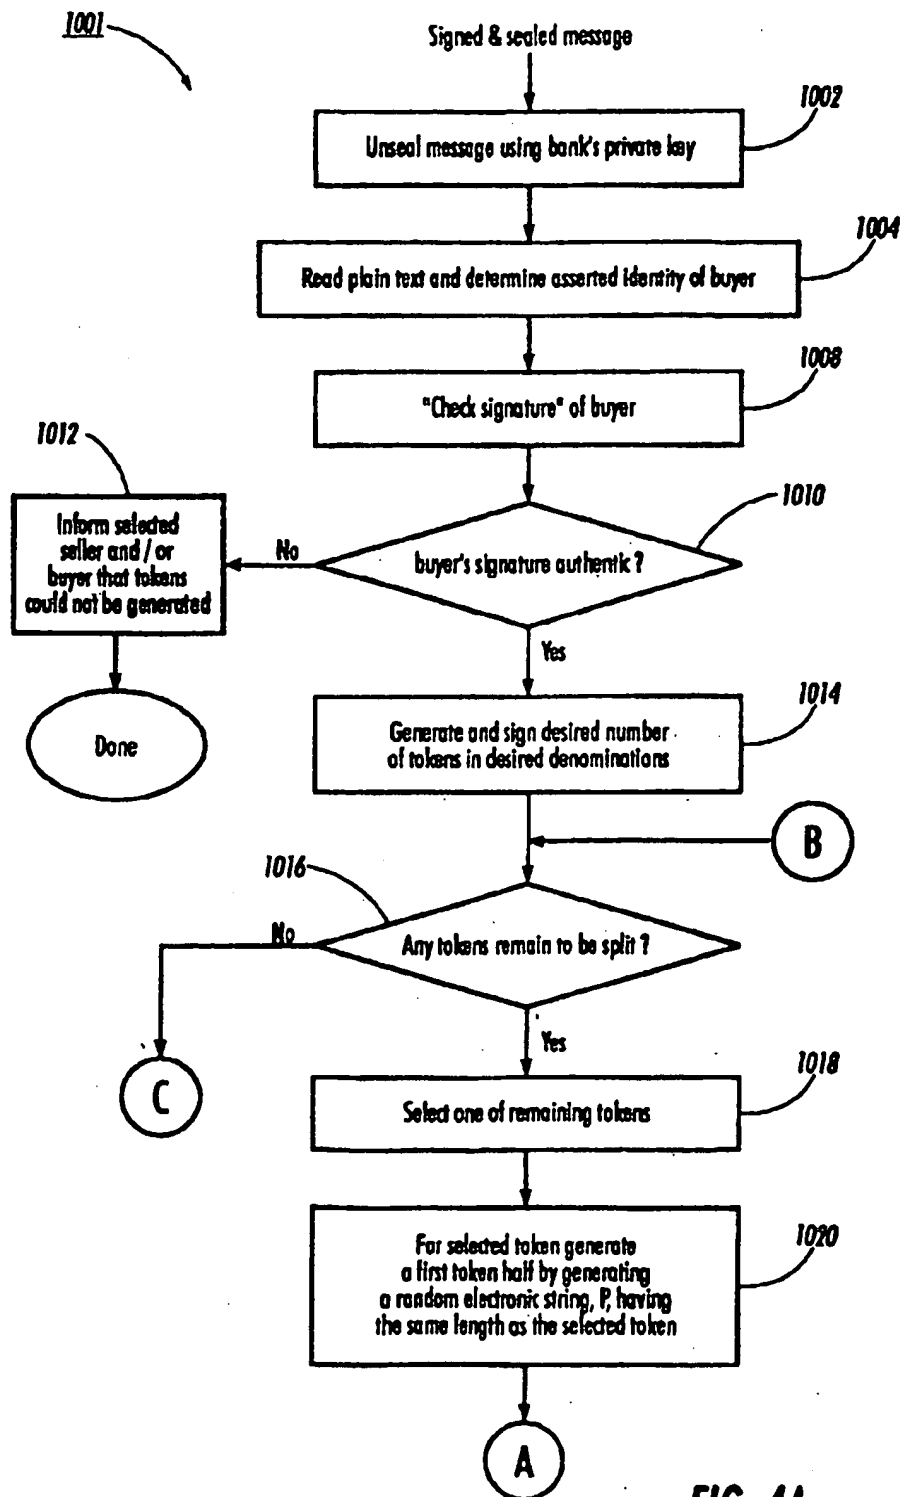 1001
Signed & sealed message
1002
Unseal message using bank's private key
1004
Read plain text and determine asserted identity of buyer
1008
"Check signature" of buyer
1012
Inform selected
seller and / or
buyer that tokens
could not be generated
No
1010
buyer's signature authentic ?
Yes
Done
1014
Generate and sign desired number
of tokens in desired denominations
B
1016
Any tokens remain to be split ?
No
Yes
C
1018
Select one of remaining tokens
1020
For selected token generate
a first token half by generating
a random electronic string, P, having
the same length as the selected token
A
FIG. 4A